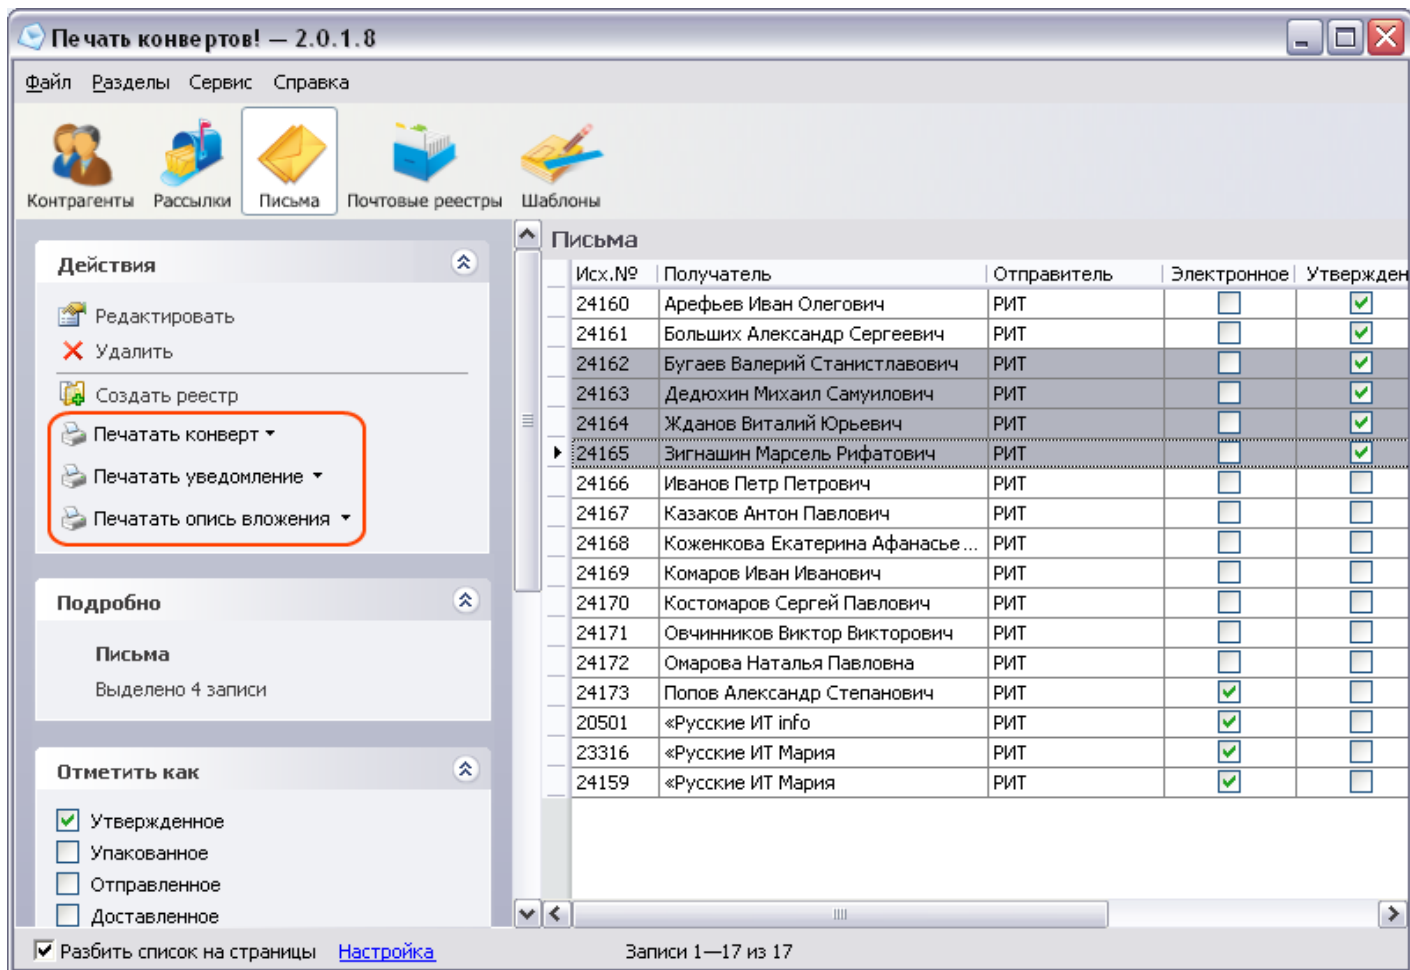 Печать конвертов! — 2.0.1.8
Файл Разделы Сервис Справка
Контрагенты Рассылки Письма Почтовые реестры Шаблоны
Действия
Редактировать
Удалить
Создать реестр
Печатать конверт
Печатать уведомление
Печатать опись вложения
Подробно
Письма
Выделено 4 записи
Отметить как
Утвержденное
Упакованное
Отправленное
Доставленное
Письма
Исх.№ Получатель Отправитель Электронное Утвержден
24160 Арефьев Иван Олегович РИТ
24161 Больших Александр Сергеевич РИТ
24162 Бугаев Валерий Станистлавович РИТ
24163 Дедюхин Михаил Самуилович РИТ
24164 Жданов Виталий Юрьевич РИТ
24165 Зигнашин Марсель Рифатович РИТ
24166 Иванов Петр Петрович РИТ
24167 Казаков Антон Павлович РИТ
24168 Коженкова Екатерина Афанасье... РИТ
24169 Комаров Иван Иванович РИТ
24170 Костомаров Сергей Павлович РИТ
24171 Овчинников Виктор Викторович РИТ
24172 Омарова Наталья Павловна РИТ
24173 Попов Александр Степанович РИТ
20501 «Русские ИТ info РИТ
23316 «Русские ИТ Мария РИТ
24159 «Русские ИТ Мария РИТ
Разбить список на страницы Настройка Записи 1—17 из 17